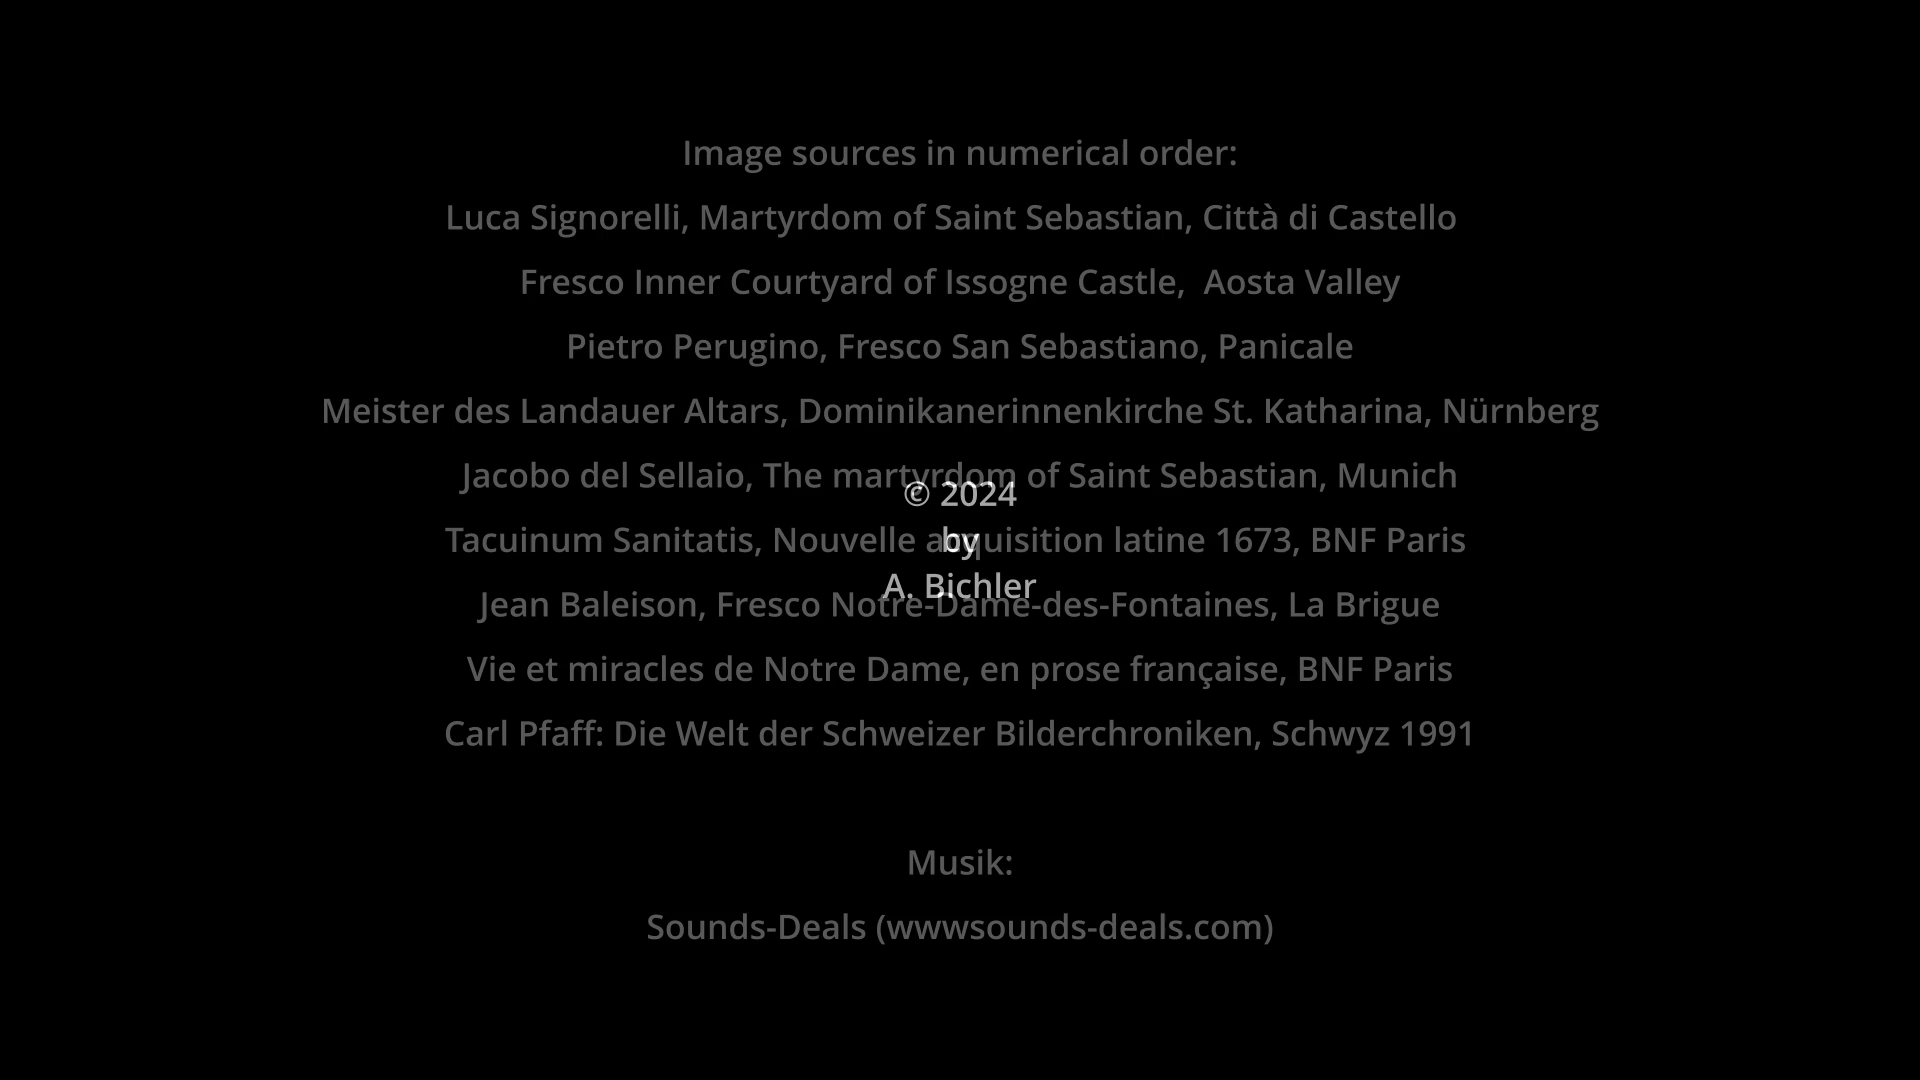 Image sources in numerical order:
Luca Signorelli, Martyrdom of Saint Sebastian, Città di Castello
Fresco Inner Courtyard of Issogne Castle,  Aosta Valley
Pietro Perugino, Fresco San Sebastiano, Panicale
Meister des Landauer Altars, Dominikanerinnenkirche St. Katharina, Nürnberg
Jacobo del Sellaio, The martyrdom of Saint Sebastian, Munich
© 2024
Tacuinum Sanitatis, Nouvelle acquisition latine 1673, BNF Paris
by
A. Bichler
Jean Baleison, Fresco Notre-Dame-des-Fontaines, La Brigue
Vie et miracles de Notre Dame, en prose française, BNF Paris
Carl Pfaff: Die Welt der Schweizer Bilderchroniken, Schwyz 1991
Musik:
Sounds-Deals (wwwsounds-deals.com)